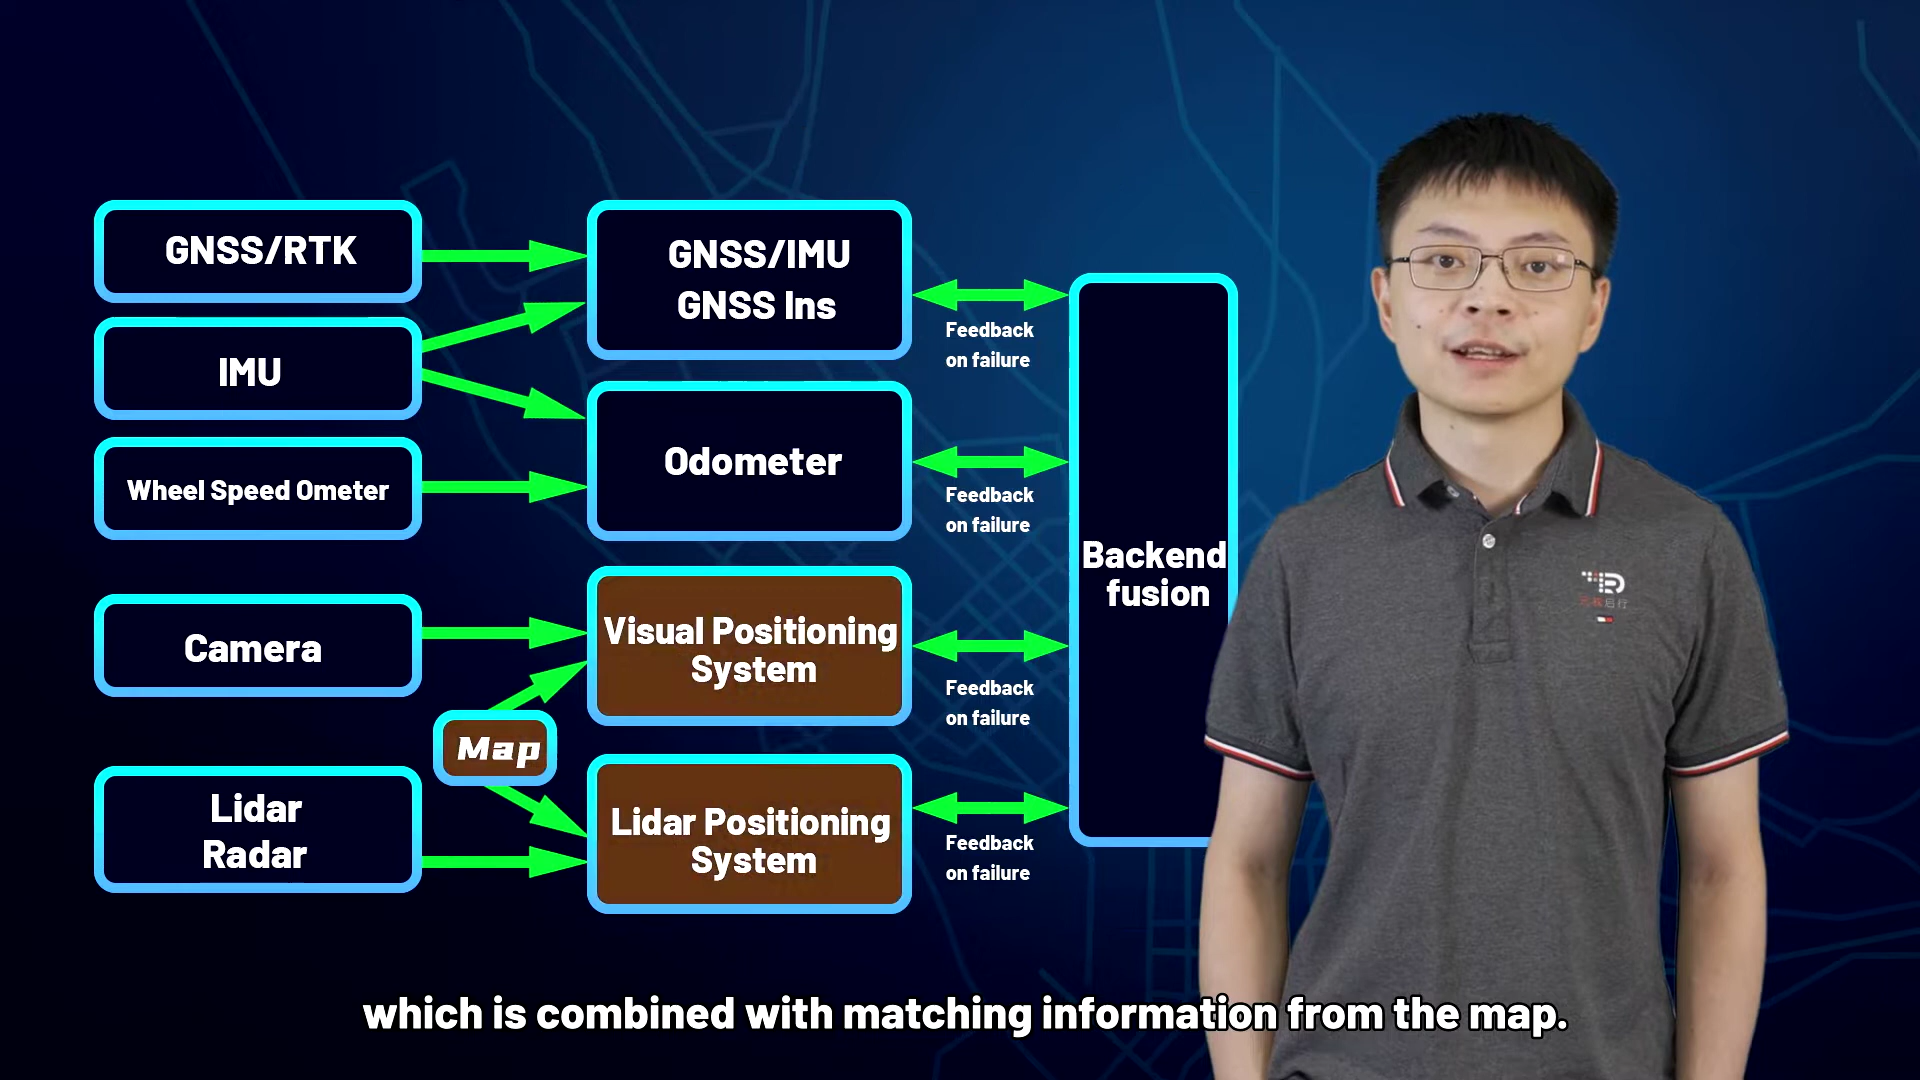 GNSS/RTK
IMU
Wheel Speed Ometer
Camera
Map
Lidar
Radar
GNSS/IMU
GNSS Ins
Odometer
Visual Positioning
System
Lidar Positioning
System
Feedback
on failure
Feedback
on failure
Feedback
on failure
Feedback
on failure
Backend
fusion
which is combined with matching information from the map.